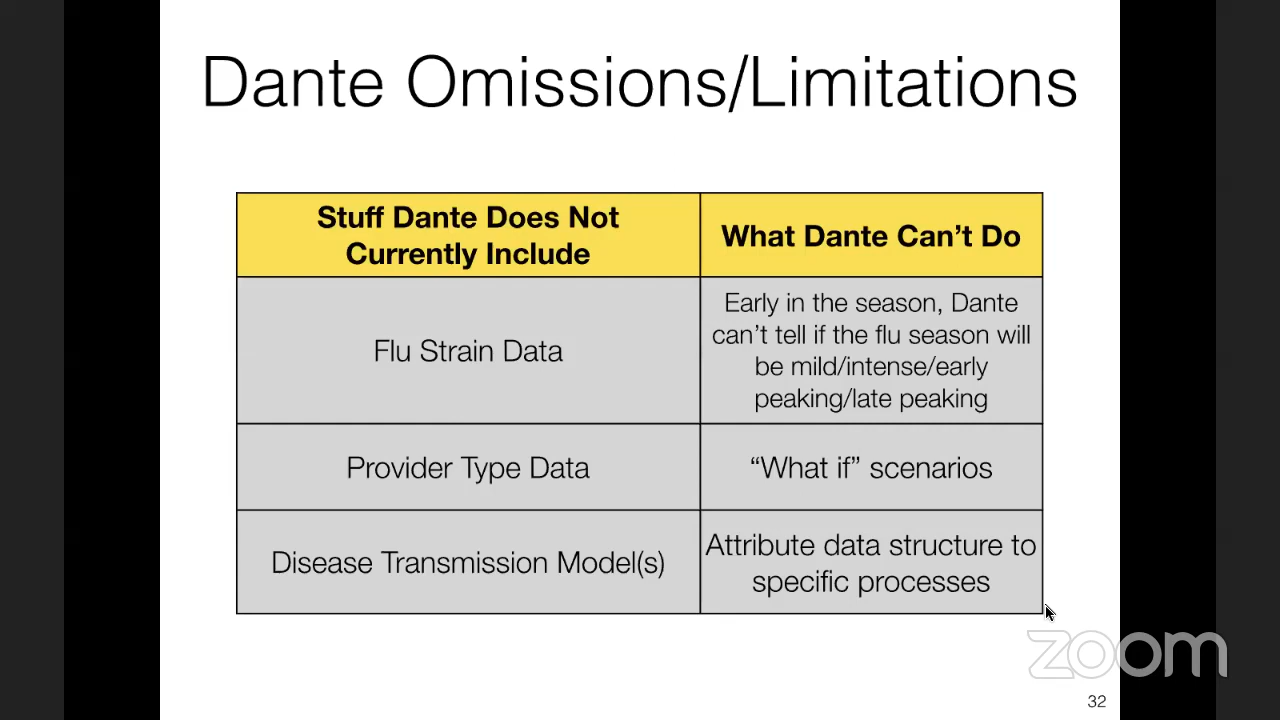 Dante Omissions/Limitations
Stuff Dante Does Not
Currently Include
What Dante Can’t Do
Flu Strain Data
Early in the season, Dante
can’t tell if the flu season will
be mild/intense/early
peaking/late peaking
Provider Type Data
“What if” scenarios
Disease Transmission Model(s)
Attribute data structure to
specific processes
zoom
32